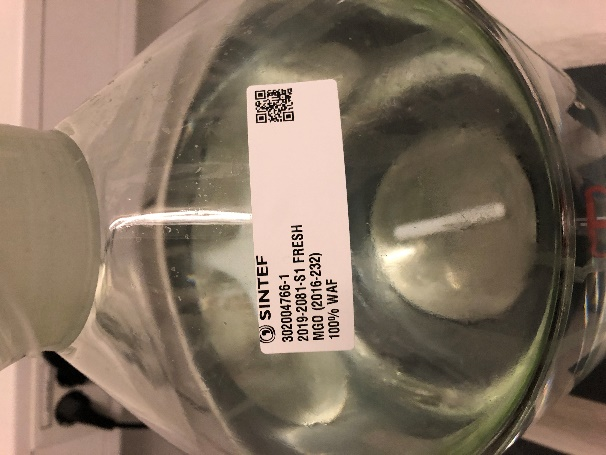 SINTEF
302004766-1
2019-2081-S1 FRESH
MGO (2016-232)
100% WAF